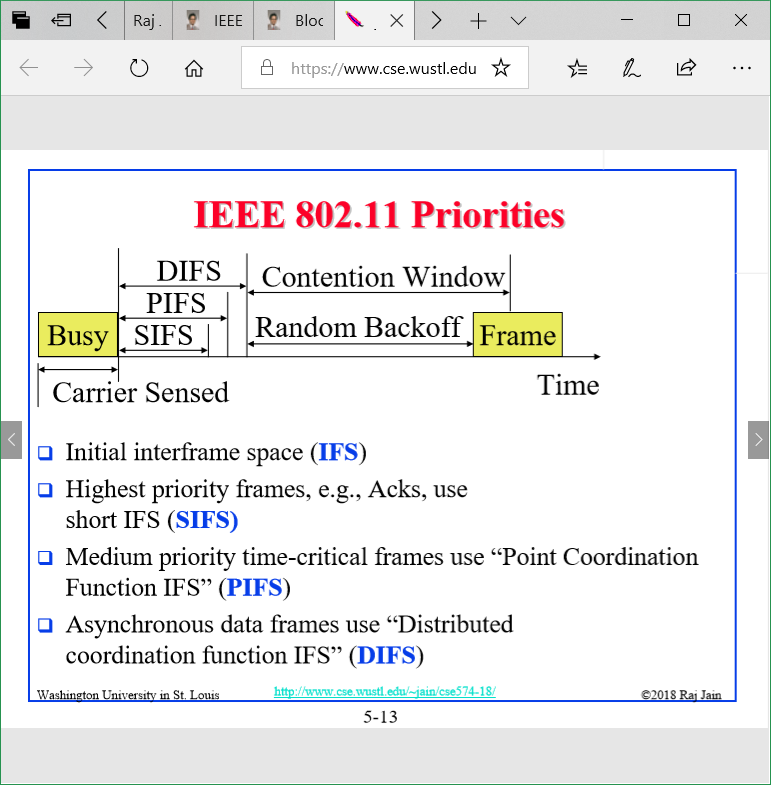 Raj . IEEE Bloc .
https://www.cse.wustl.edu
IEEE 802.11 Priorities
DIFS
Contention Window
PIFS
Busy SIFS Random Backoff Frame
Carrier Sensed Time
Initial interframe space (IFS)
Highest priority frames, e.g., Acks, use
short IFS (SIFS)
Medium priority time-critical frames use “Point Coordination
Function IFS” (PIFS)
Asynchronous data frames use “Distributed
coordination function IFS” (DIFS)
Washington University in St. Louis http://www.cse.wustl.edu/~jain/cse574-18/ ©2018 Raj Jain
5-13